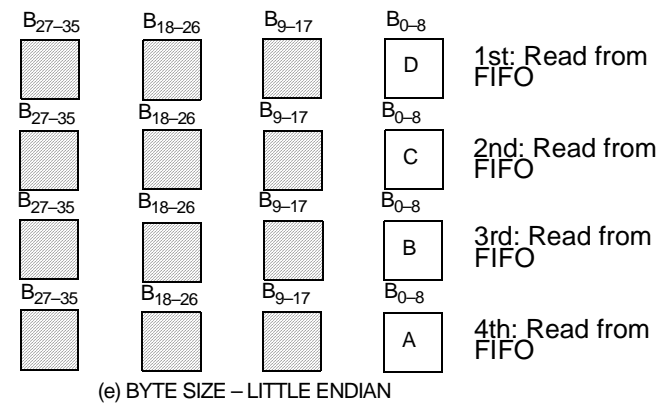 B27–35 B18–26 B9–17 B0–8
D 1st: Read from
FIFO
B27–35 B18–26 B9–17 B0–8
C 2nd: Read from
FIFO
B27–35 B18–26 B9–17 B0–8
B 3rd: Read from
FIFO
B27–35 B18–26 B9–17 B0–8
A 4th: Read from
FIFO
(e) BYTE SIZE – LITTLE ENDIAN